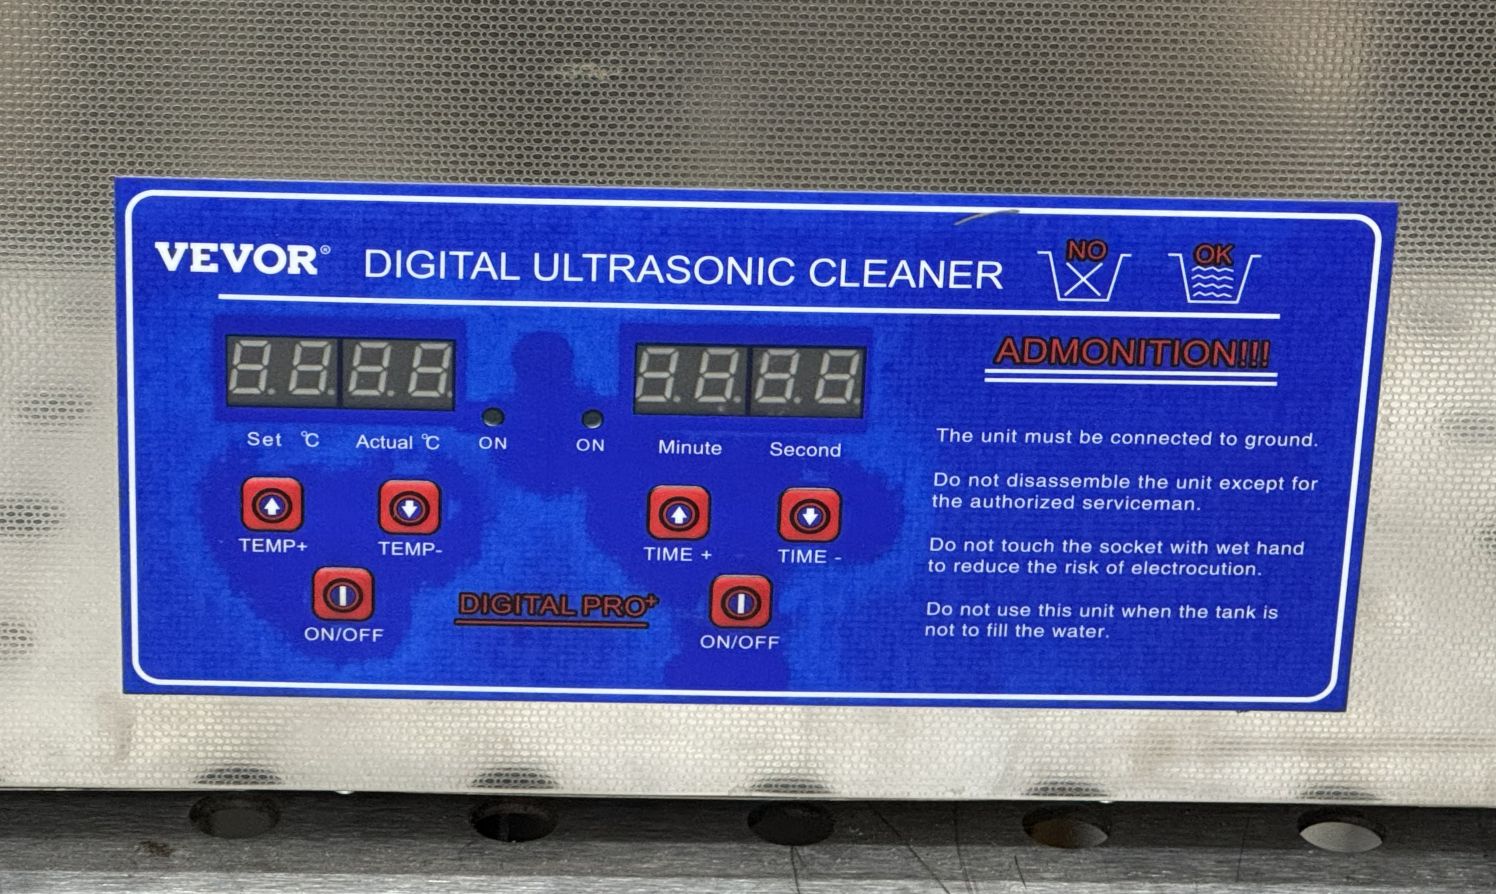 VEVOR® DIGITAL ULTRASONIC CLEANER NO OK
ADMONITION!!!
Set ℃ Actual ℃ ON ON Minute Second
The unit must be connected to ground.
Do not disassemble the unit except for
the authorized serviceman.
TEMP+ TEMP- TIME + TIME -
Do not touch the socket with wet hand
to reduce the risk of electrocution.
DIGITAL PRO+
ON/OFF ON/OFF
Do not use this unit when the tank is
not to fill the water.